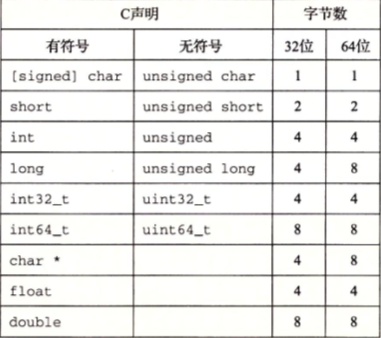 C声明 字节数
有符号 无符号 32位 64位
[signed] char unsigned char 1 1
short unsigned short 2 2
int unsigned 4 4
long unsigned long 4 8
int32_t uint32_t 4 4
int64_t uint64_t 8 8
char * 4 8
float 4 4
double 8 8